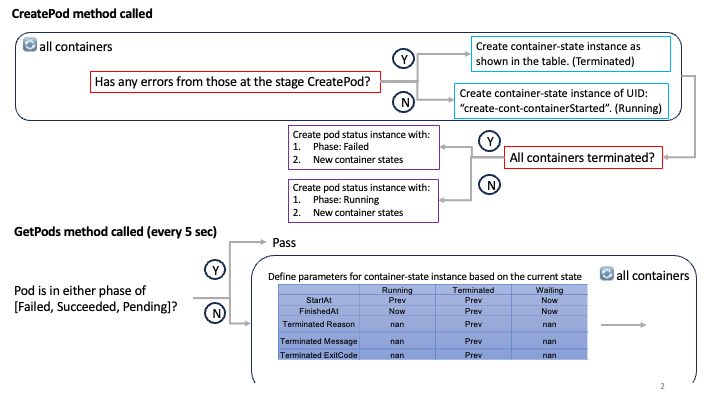 CreatePod method called
all containers
Has any errors from those at the stage CreatePod?
Y
N
Create container-state instance as
shown in the table. (Terminated)
Create container-state instance of UID:
“create-cont-containerStarted”. (Running)
All containers terminated?
Y
N
Create pod status instance with:
1. Phase: Failed
2. New container states
Create pod status instance with:
1. Phase: Running
2. New container states
GetPods method called (every 5 sec)
Pod is in either phase of
[Failed, Succeeded, Pending]?
Y
N
Pass
Define parameters for container-state instance based on the current state
all containers
Running Terminated Waiting
StartAt Prev Prev Now
FinishedAt Now Prev Now
Terminated Reason nan Prev nan
Terminated Message nan Prev nan
Terminated ExitCode nan Prev nan
2